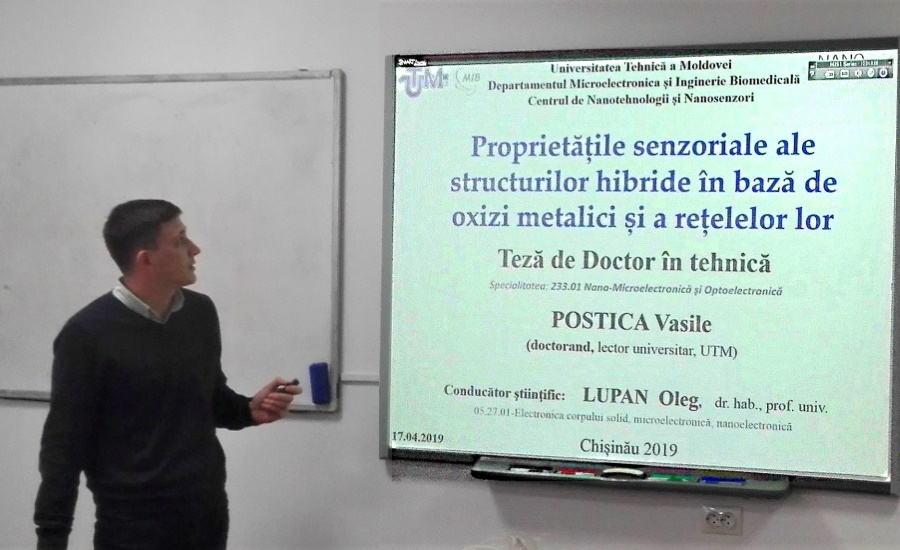 Universitatea Tehnică a Moldovei
Departamentul Microelectronica și Inginerie Biomedicală
Centrul de Nanotehnologii și Nanosenzori
UTM
MIB
NANO
Proprietățile senzoriale ale
structurilor hibride în bază de
oxizi metalici și a rețelelor lor
Teză de Doctor în tehnică
Specialitatea: 233.01 Nano-Microelectronică și Optoelectronică
POSTICA Vasile
(doctorand, lector universitar, UTM)
Conducător științific: LUPAN Oleg, dr. hab., prof. univ.
05.27.01-Electronica corpului solid, microelectronică, nanoelectronică
17.04.2019
Chișinău 2019